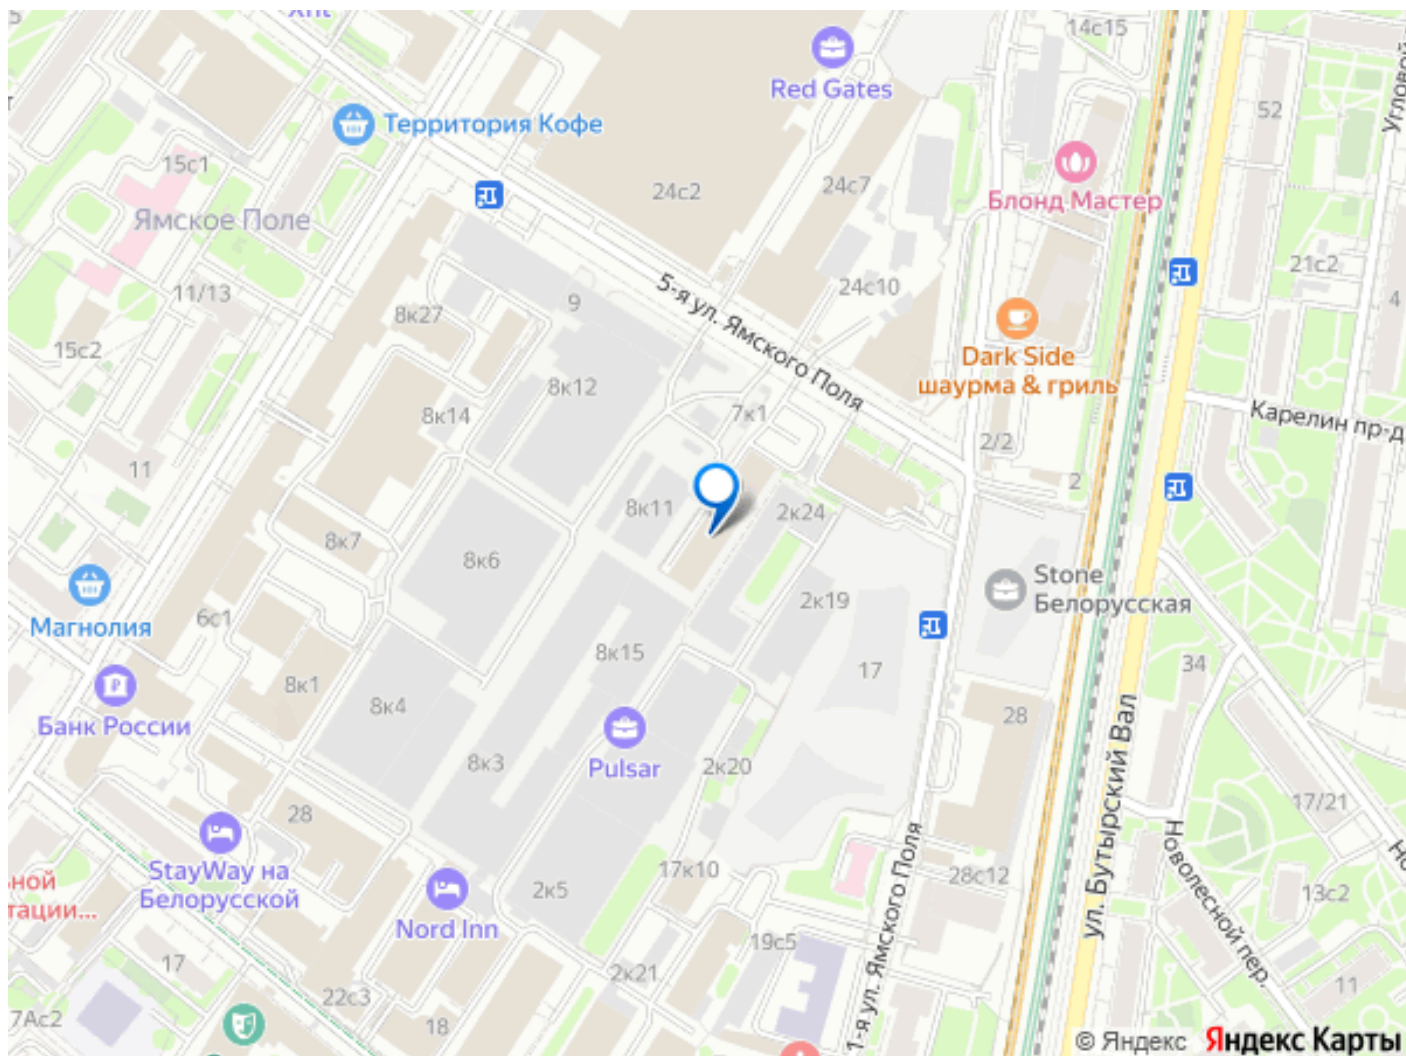 5
14с15
Red Gates
52
Территория Кофе
15с1
24с2
24с7
Блонд Мастер
Ямское Поле
21с2
11/13
9
5-я ул. Ямского Поля
24с10
4
8к27
15с2
8к12
Dark Side
шаурма & гриль
8к14
7к1
Карелин пр-д
2/2
11
2
8к11
2к24
8к7
8к6
Stone
Белорусская
2к19
Магнолия
6с1
8к15
17
34
8к1
8к4
28
Банк России
8к3
Pulsar
2к20
ул. Бутырский Вал
28
17/21
StayWay на
Белорусской
Новолесной пер.
17к10
28с12
2к5
13с2
Nord Inn
19с5
1-я ул. Ямского Поля
17
2к21
11
22с3
7Ас2
18
© Яндекс Яндекс Карты